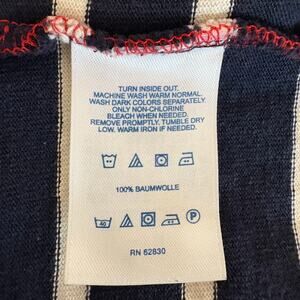 TURN INSIDE OUT.
MACHINE WASH WARM NORMAL.
WASH DARK COLORS SEPARATELY.
ONLY NON-CHLORINE
BLEACH WHEN NEEDED.
REMOVE PROMPTLY. TUMBLE DRY
LOW. WARM IRON IF NEEDED.
100% BAUMWOLLE
40 P
RN 62830